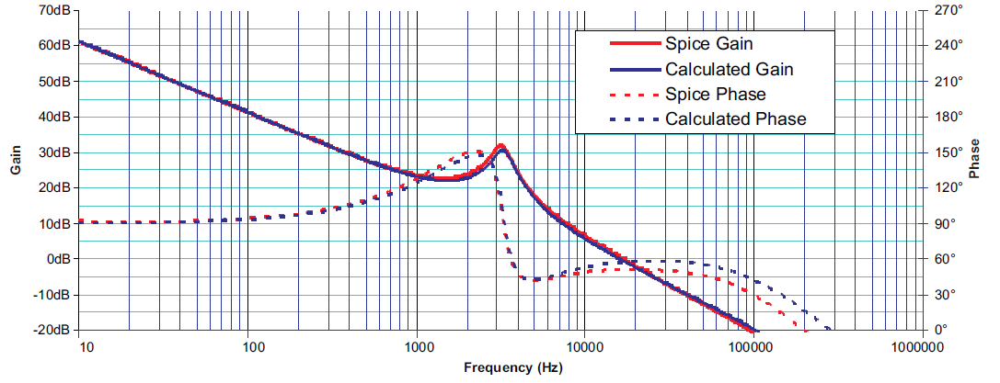 70dB
60dB
50dB
40dB
30dB
20dB
10dB
0dB
-10dB
-20dB
Gain
270°
240°
210°
180°
150°
120°
90°
60°
30°
0°
Phase
Spice Gain
Calculated Gain
Spice Phase
Calculated Phase
10 100 1000 10000 100000 1000000
Frequency (Hz)